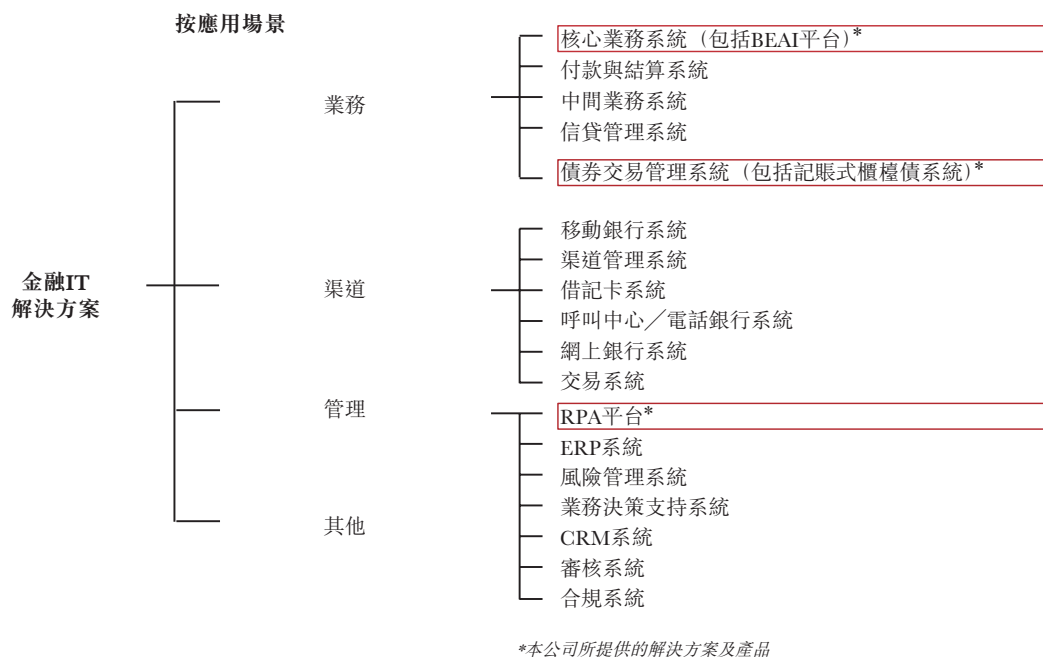 按應用場景
金融IT
解決方案
業務
核心業務系統（包括BEAI平台）*
付款與結算系統
中間業務系統
信貸管理系統
債券交易管理系統（包括記賬式櫃檯債系統）*
渠道
移動銀行系統
渠道管理系統
借記卡系統
呼叫中心／電話銀行系統
網上銀行系統
交易系統
管理
RPA平台*
ERP系統
風險管理系統
業務決策支持系統
CRM系統
審核系統
合規系統
其他
*本公司所提供的解決方案及產品